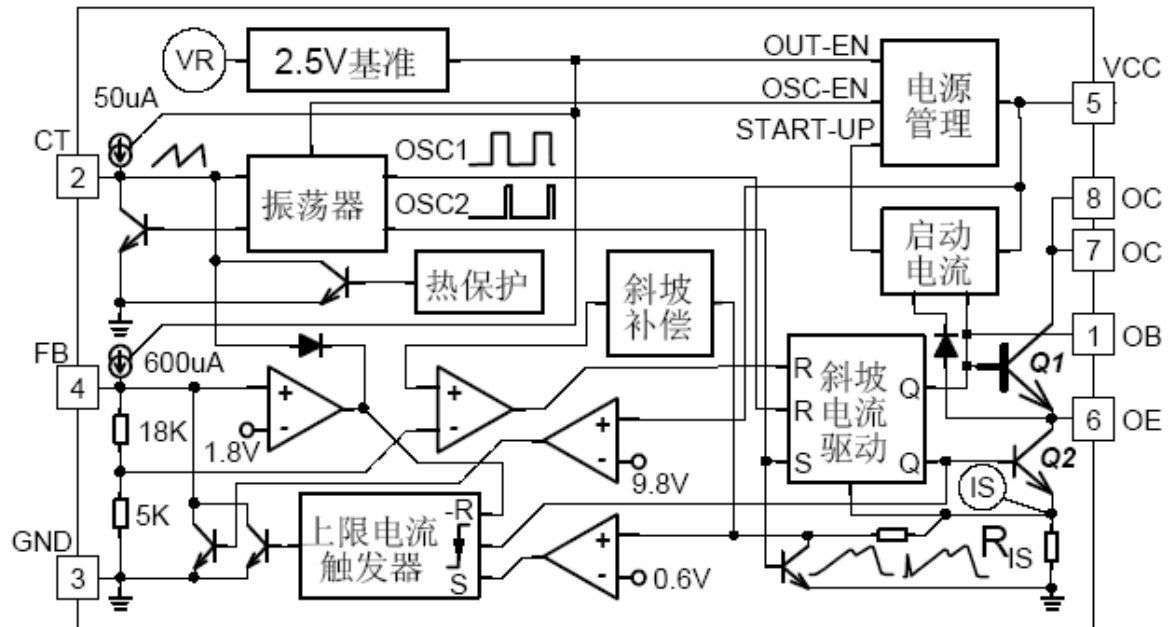 VR
2.5V基准
OUT-EN
OSC-EN
START-UP
电源
管理
VCC
5
50uA
CT
2
振荡器
OSC1
OSC2
启动
电流
8
OC
7
OC
热保护
斜坡
补偿
1
OB
FB
4
600uA
18K
+
-
1.8V
+
-
+
-
9.8V
R
R
S
斜坡
电流
驱动
Q
Q
Q1
6
OE
Q2
IS
5K
GND
3
上限电流
触发器
-R
S
+
-
0.6V
RIS